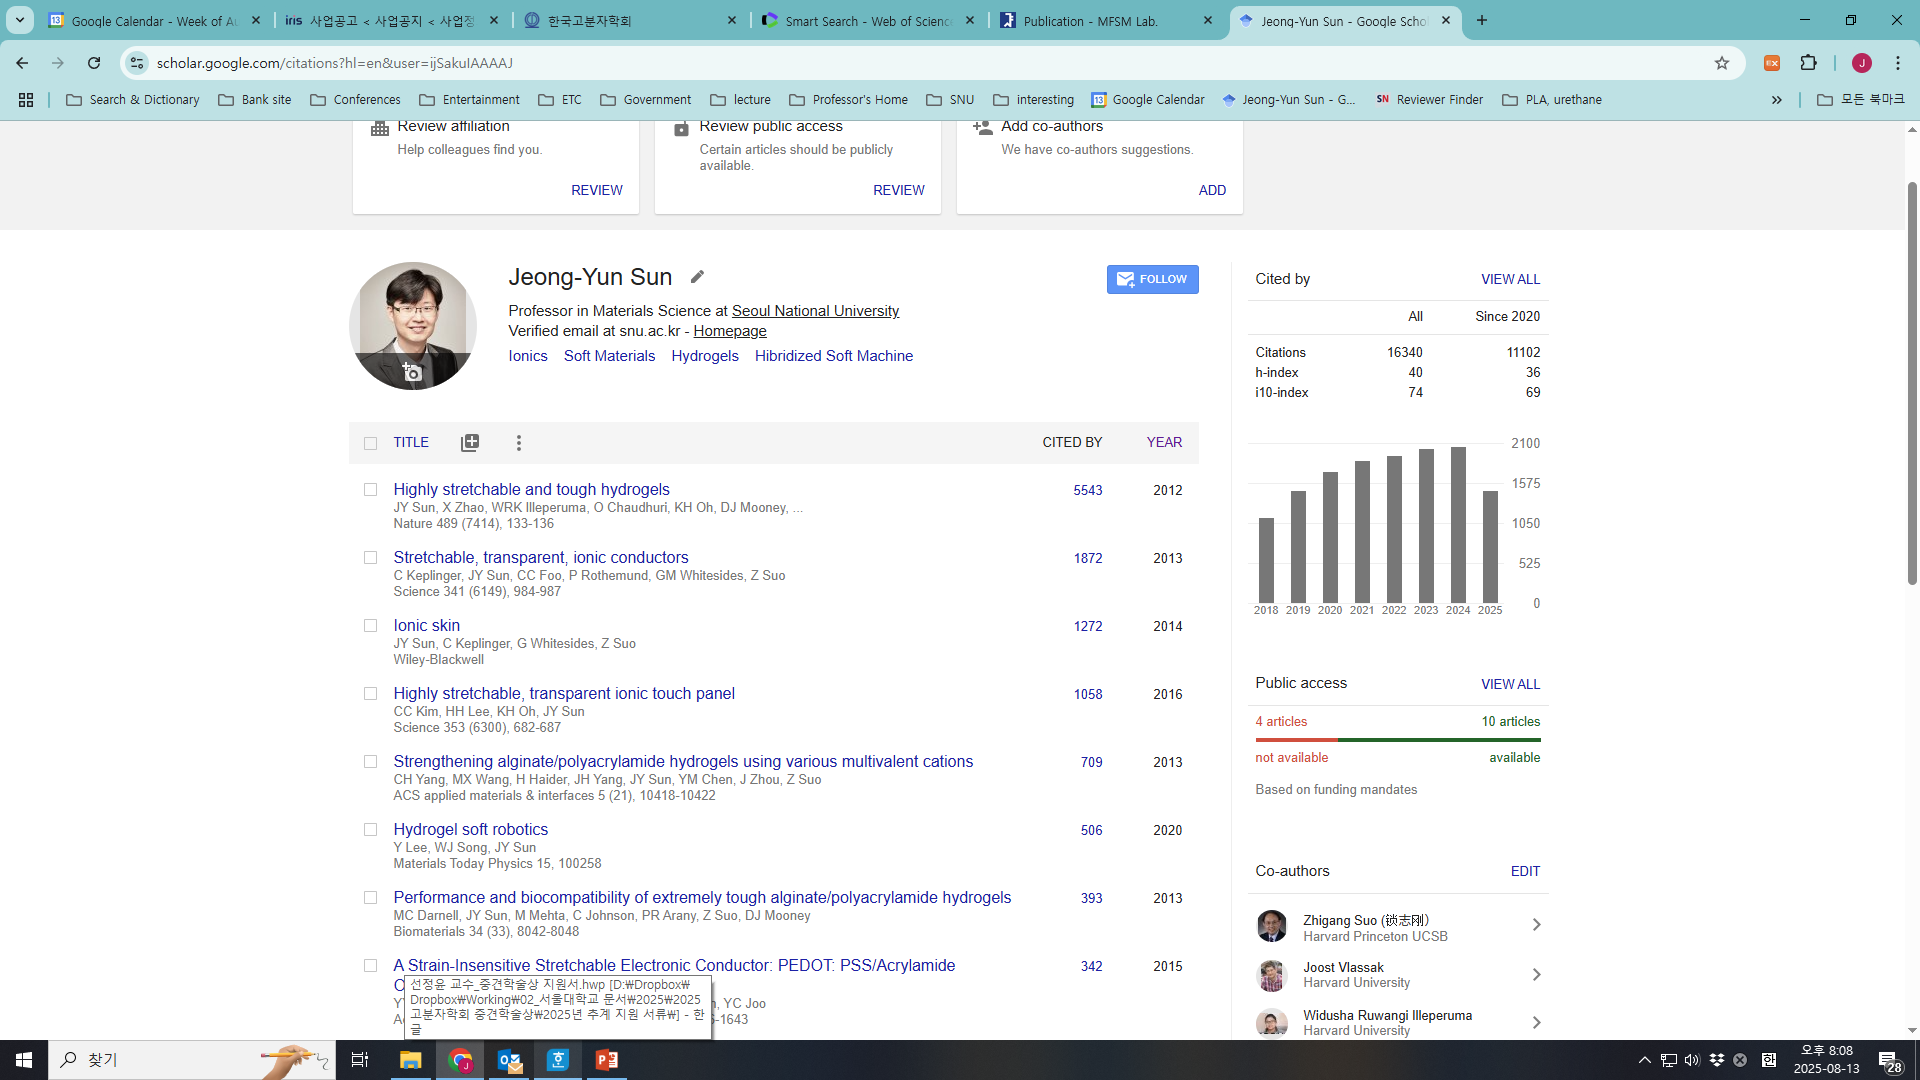 Google Calendar - Week of Au
iris 사업공고 < 사업공지 < 사업정
한국고분자학회
Smart Search - Web of Science
Publication - MFSM Lab.
Jeong-Yun Sun - Google Schol
scholar.google.com/citations?hl=en&user=ijSakuIAAAAJ
Search & Dictionary
Bank site
Conferences
Entertainment
ETC
Government
lecture
Professor's Home
SNU
interesting
Google Calendar
Jeong-Yun Sun - G...
SN Reviewer Finder
PLA, urethane
모든 북마크
Review affiliation
Help colleagues find you.
REVIEW
Review public access
Certain articles should be publicly
available.
REVIEW
Add co-authors
We have co-authors suggestions.
ADD
Jeong-Yun Sun
FOLLOW
Professor in Materials Science at Seoul National University
Verified email at snu.ac.kr - Homepage
Ionics Soft Materials Hydrogels Hibridized Soft Machine
TITLE CITED BY YEAR
Highly stretchable and tough hydrogels 5543 2012
JY Sun, X Zhao, WRK Illeperuma, O Chaudhuri, KH Oh, DJ Mooney, ...
Nature 489 (7414), 133-136
Stretchable, transparent, ionic conductors 1872 2013
C Keplinger, JY Sun, CC Foo, P Rothemund, GM Whitesides, Z Suo
Science 341 (6149), 984-987
Ionic skin 1272 2014
JY Sun, C Keplinger, G Whitesides, Z Suo
Wiley-Blackwell
Highly stretchable, transparent ionic touch panel 1058 2016
CC Kim, HH Lee, KH Oh, JY Sun
Science 353 (6300), 682-687
Strengthening alginate/polyacrylamide hydrogels using various multivalent cations 709 2013
CH Yang, MX Wang, H Haider, JH Yang, JY Sun, YM Chen, J Zhou, Z Suo
ACS applied materials & interfaces 5 (21), 10418-10422
Hydrogel soft robotics 506 2020
Y Lee, WJ Song, JY Sun
Materials Today Physics 15, 100258
Performance and biocompatibility of extremely tough alginate/polyacrylamide hydrogels 393 2013
MC Darnell, JY Sun, M Mehta, C Johnson, PR Arany, Z Suo, DJ Mooney
Biomaterials 34 (33), 8042-8048
A Strain-Insensitive Stretchable Electronic Conductor: PEDOT: PSS/Acrylamide 342 2015
YC Joo
-1643
선정윤 교수_중견학술상 지원서.hwp [D:₩Dropbox₩
Dropbox₩Working₩02_서울대학교 문서₩2025₩2025
고분자학회 중견학술상₩2025년 추계 지원 서류₩] - 한
글
Cited by VIEW ALL
All Since 2020
Citations 16340 11102
h-index 40 36
i10-index 74 69
2100
1575
1050
525
0
2018 2019 2020 2021 2022 2023 2024 2025
Public access VIEW ALL
4 articles 10 articles
not available available
Based on funding mandates
Co-authors EDIT
Zhigang Suo (锁志刚)
Harvard Princeton UCSB
Joost Vlassak
Harvard University
Widusha Ruwangi Illeperuma
Harvard University
찾기
한
오후 8:08
2025-08-13
28